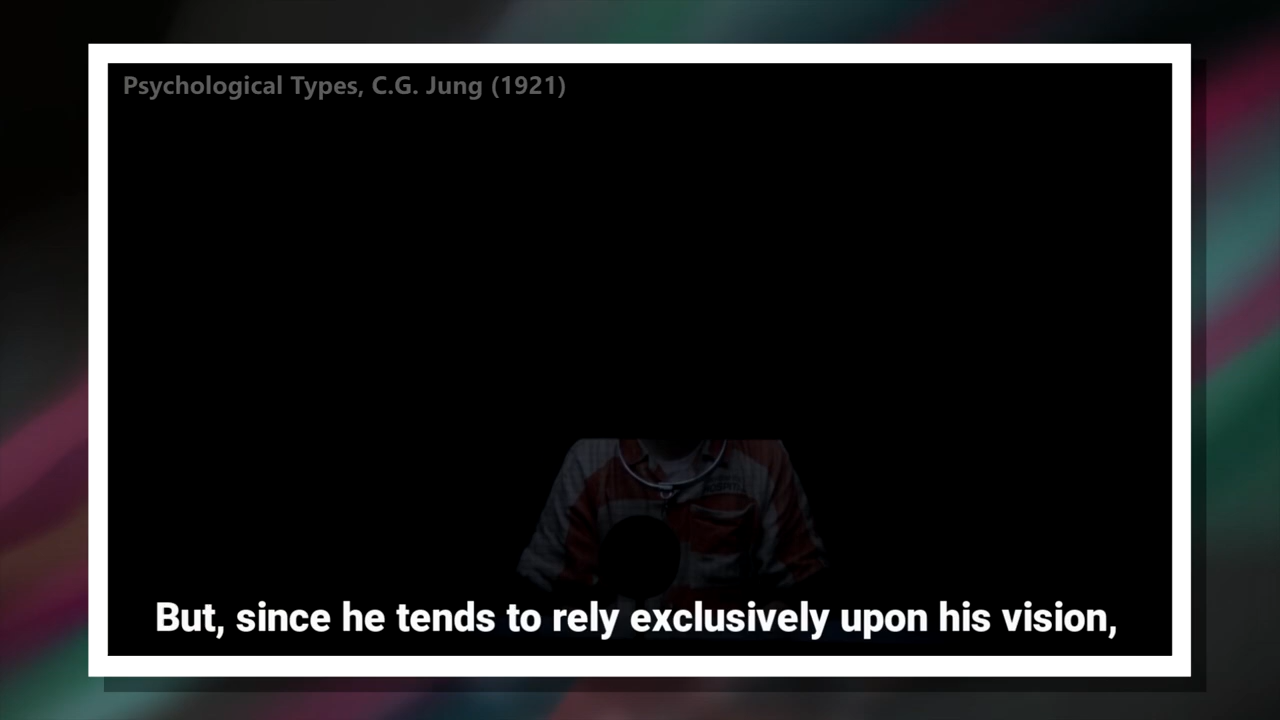 Psychological Types, C.G. Jung (1921)
But, since he tends to rely exclusively upon his vision,